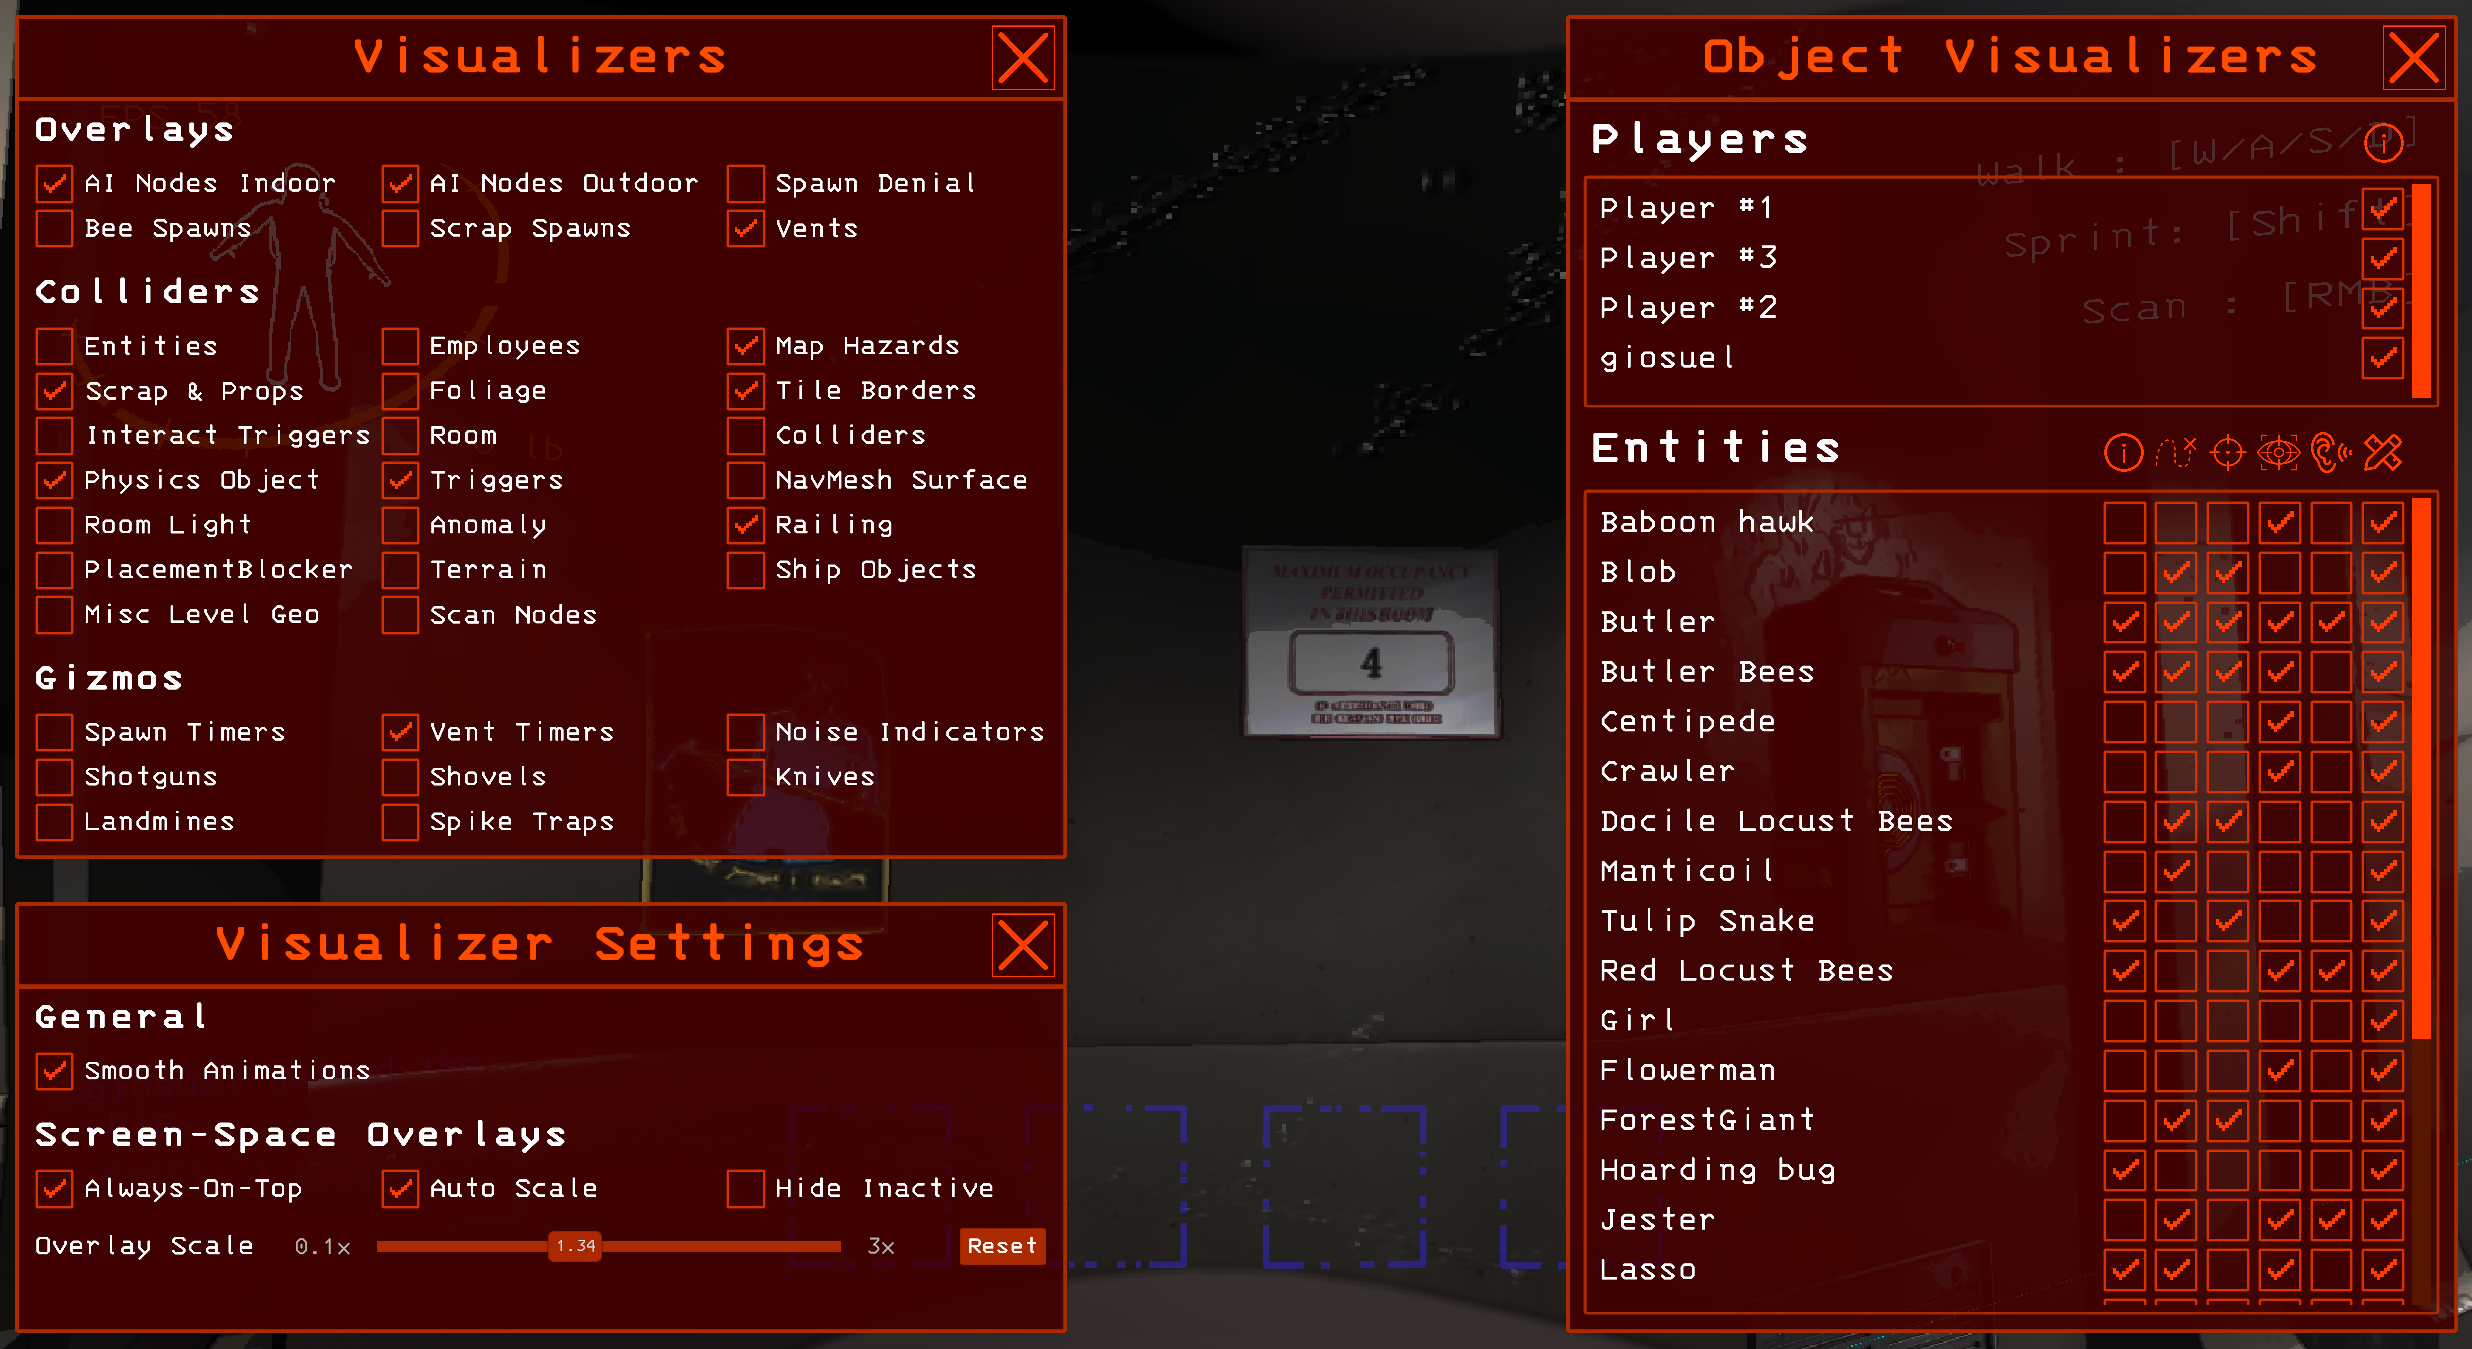 Visualizers
Overlays
AI Nodes Indoor
AI Nodes Outdoor
Spawn Denial
Bee Spawns
Scrap Spawns
Vents
Colliders
Entities
Employees
Map Hazards
Scrap & Props
Foliage
Tile Borders
Interact Triggers
Room
Colliders
Physics Object
Triggers
NavMesh Surface
Room Light
Anomaly
Railing
PlacementBlocker
Terrain
Ship Objects
Misc Level Geo
Scan Nodes
Gizmos
Spawn Timers
Vent Timers
Noise Indicators
Shotguns
Shovels
Knives
Landmines
Spike Traps
Visualizer Settings
General
Smooth Animations
Screen-Space Overlays
Always-On-Top
Auto Scale
Hide Inactive
Overlay Scale 0.1x 1.34 3x Reset
MAXIMUM OCCUPANCY
PERMITTED
IN THIS ROOM
4
Object Visualizers
Players
Walk : [W/A/S/D]
Sprint: [Shift]
Scan : [RMB]
Player #1
Player #3
Player #2
giosuel
Entities
Baboon hawk
Blob
Butler
Butler Bees
Centipede
Crawler
Docile Locust Bees
Manticoil
Tulip Snake
Red Locust Bees
Girl
Flowerman
ForestGiant
Hoarding bug
Jester
Lasso